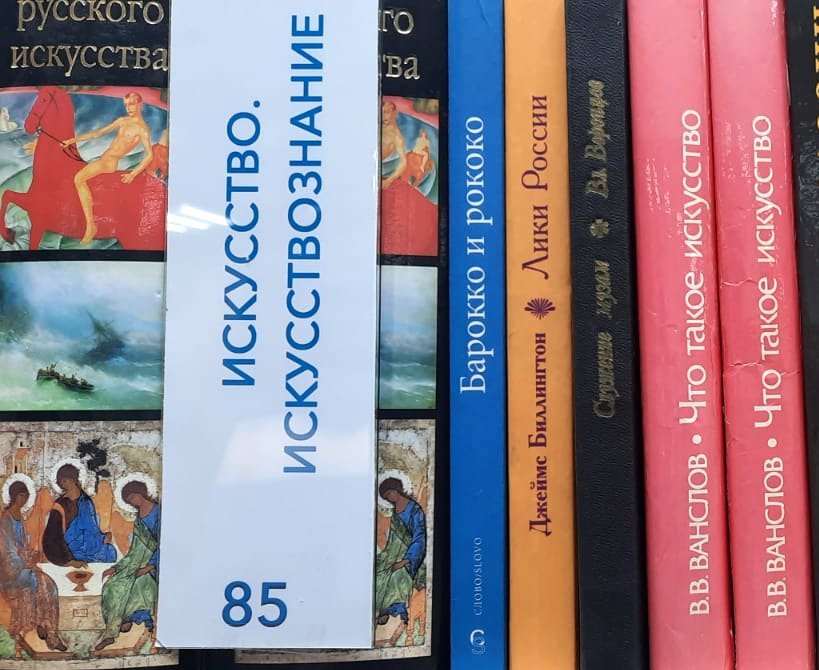 русского
искусства
го
тва
ИСКУССТВО.
ИСКУССТВОЗНАНИЕ
85
Барокко и рококо
СЛОВО/SLOVO
Джеймс Биллингтон Лики России
Служение музам Вл. Воронцов
В.В. ВАНСЛОВ • Что такое искусство
В.В. ВАНСЛОВ • Что такое искусство